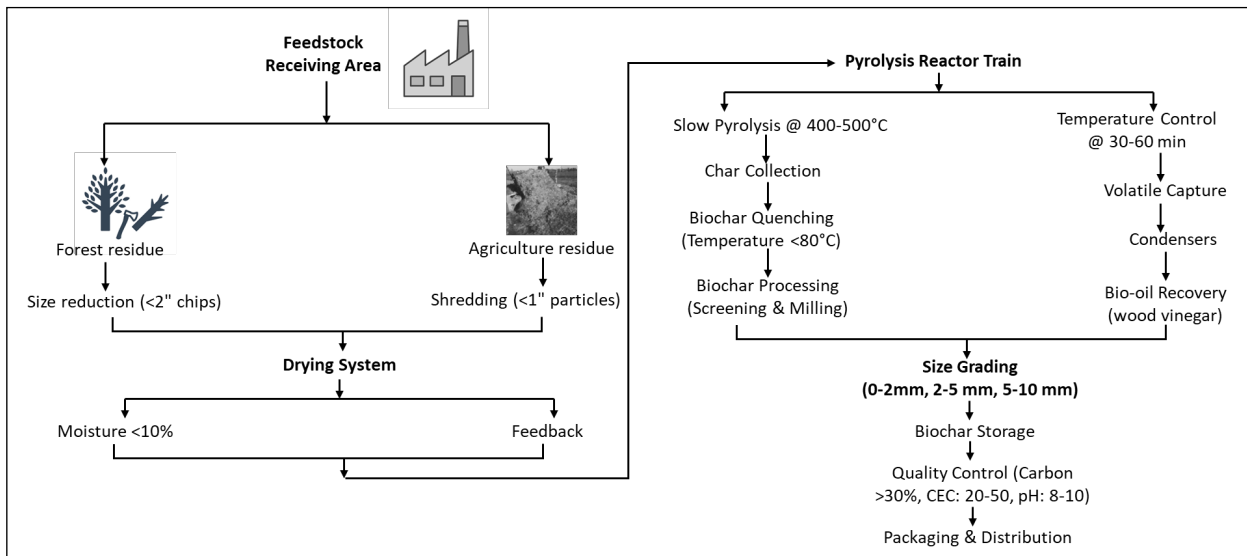 Feedstock
Receiving Area
Forest residue
Agriculture residue
Size reduction (<2" chips)
Shredding (<1" particles)
Drying System
Moisture <10%
Feedback
Pyrolysis Reactor Train
Slow Pyrolysis @ 400-500°C
Char Collection
Biochar Quenching
(Temperature <80°C)
Biochar Processing
(Screening & Milling)
Temperature Control
@ 30-60 min
Volatile Capture
Condensers
Bio-oil Recovery
(wood vinegar)
Size Grading
(0-2mm, 2-5 mm, 5-10 mm)
Biochar Storage
Quality Control (Carbon
>30%, CEC: 20-50, pH: 8-10)
Packaging & Distribution